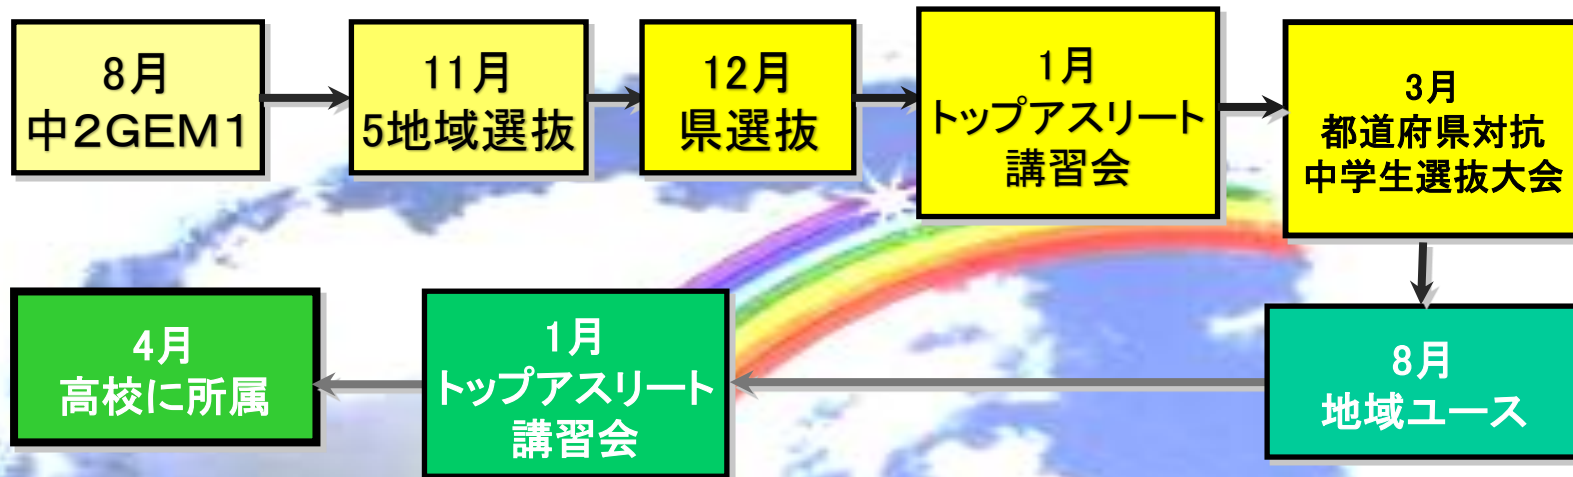 8月
中2GEM1
11月
5地域選抜
12月
県選抜
1月
トップアスリート
講習会
3月
都道府県対抗
中学生選抜大会
8月
地域ユース
1月
トップアスリート
講習会
4月
高校に所属